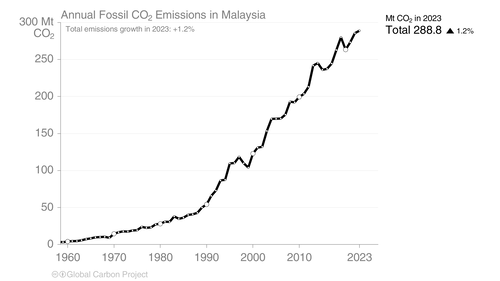 Annual Fossil CO₂ Emissions in Malaysia
Total emissions growth in 2023: +1.2%
300 Mt
CO₂
250
200
150
100
50
0
1960 1970 1980 1990 2000 2010 2023
Mt CO₂ in 2023
Total 288.8 ▲ 1.2%
Global Carbon Project